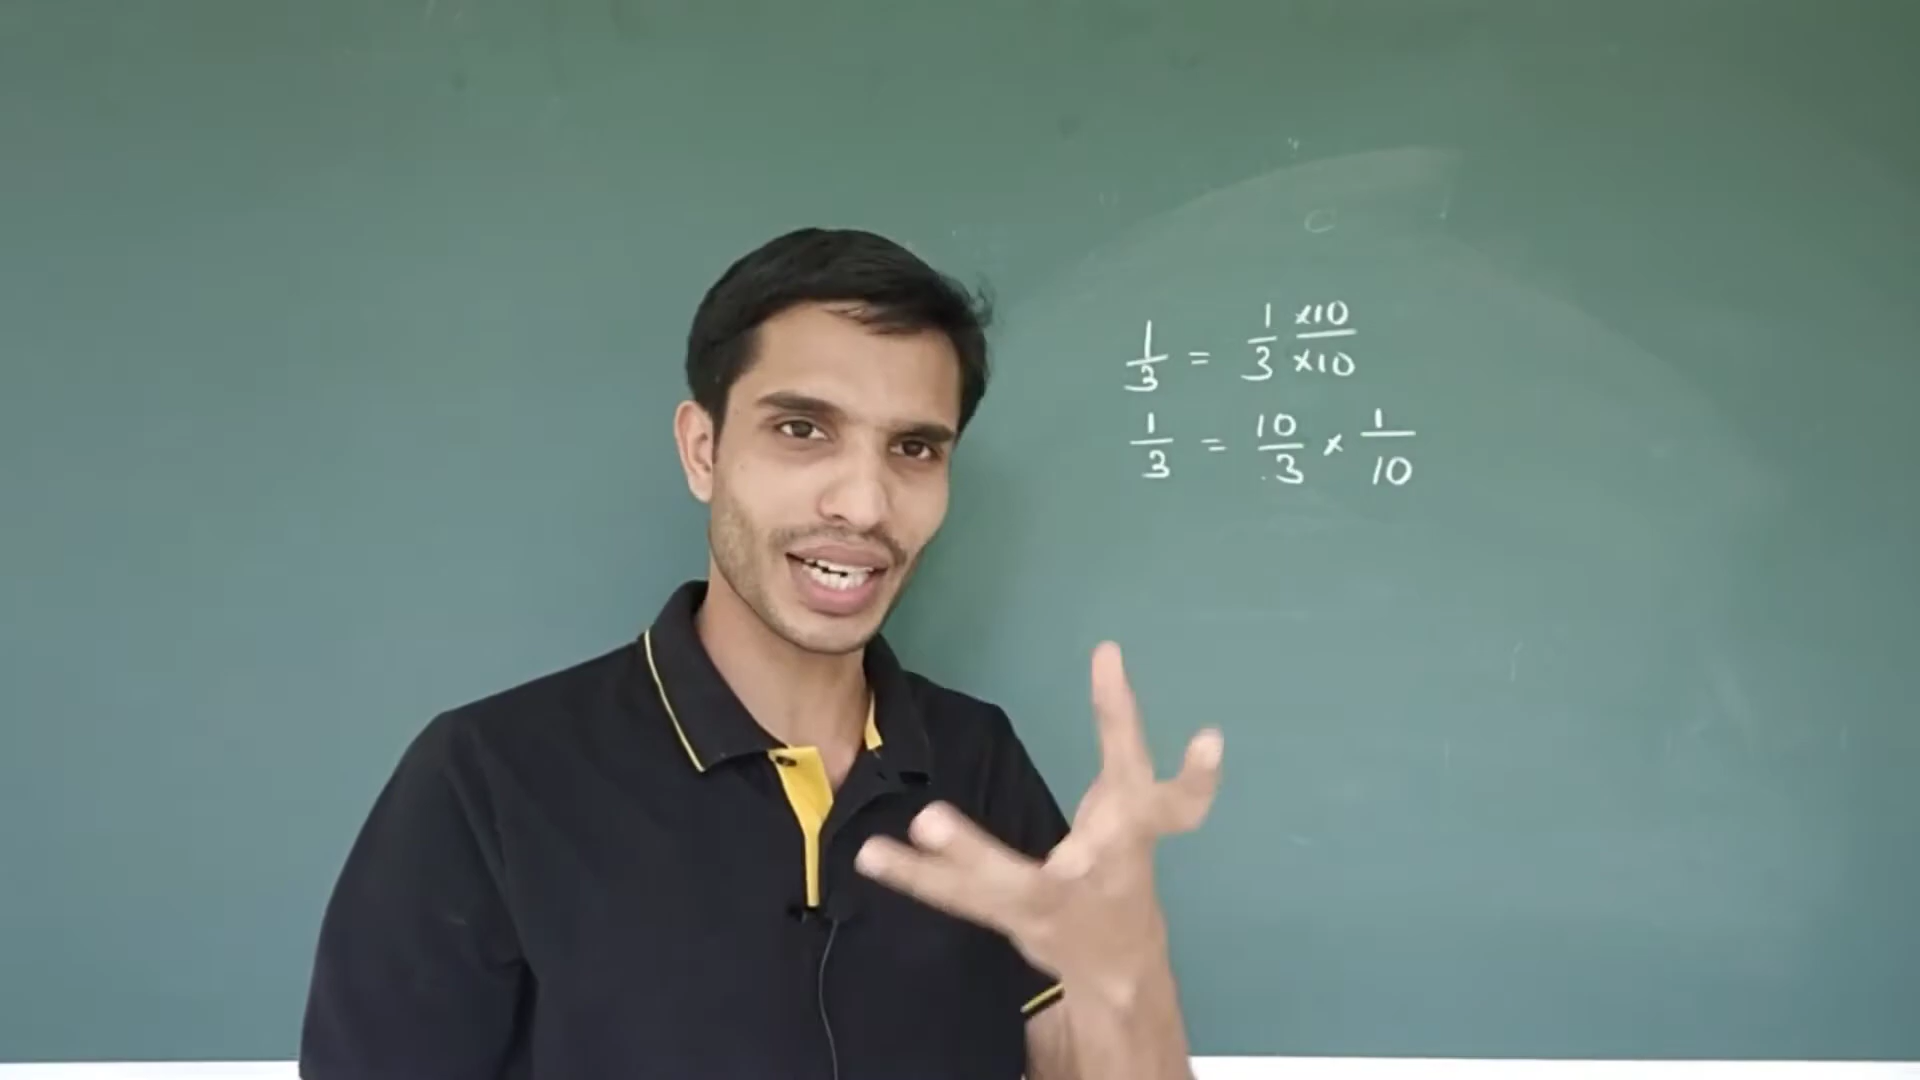 1/3 = 1/3 ×10/×10
1/3 = 10/3 × 1/10